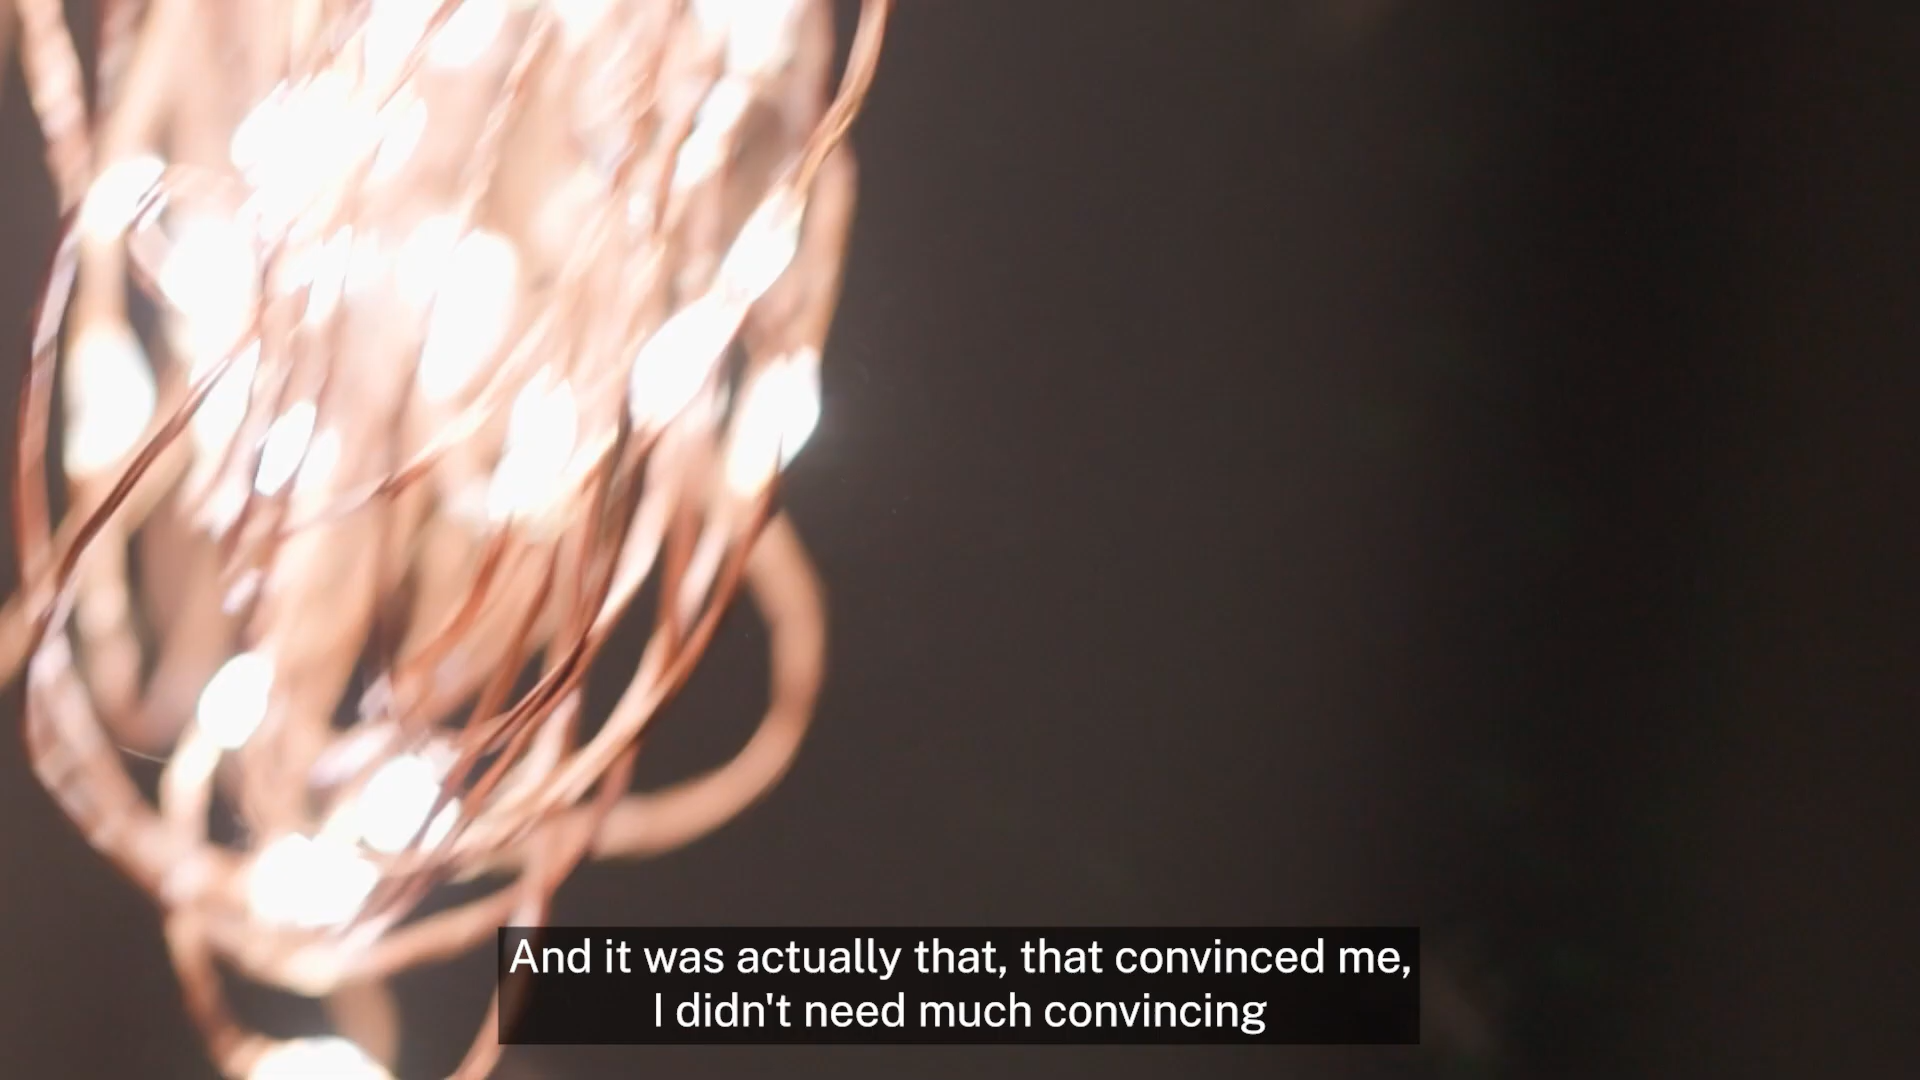 And it was actually that, that convinced me,
I didn't need much convincing